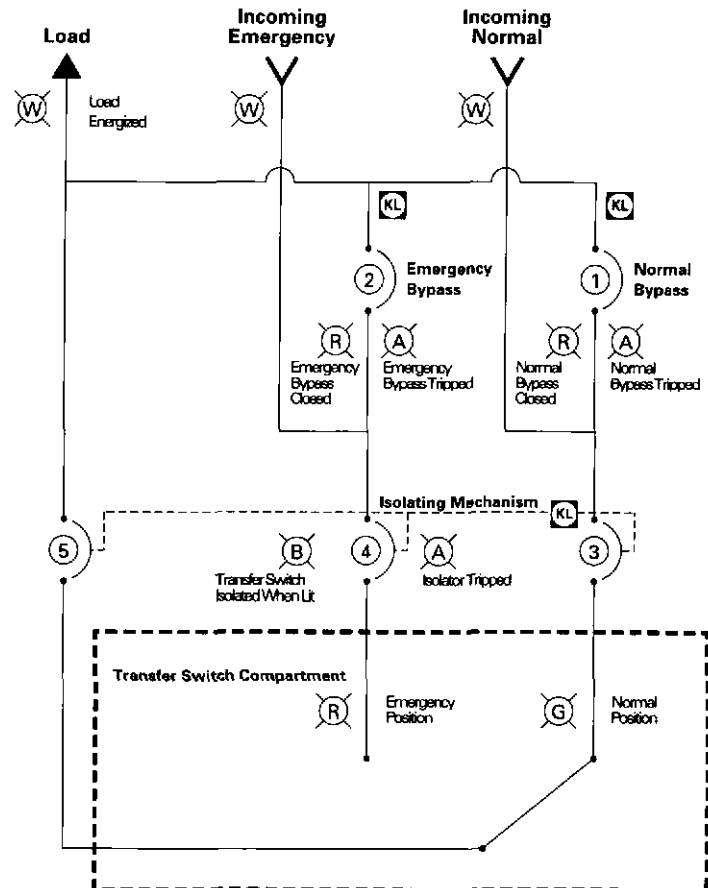 Load
Incoming
Emergency
Incoming
Normal
W
Load
Energized
W
W
KL
KL
2
Emergency
Bypass
1
Normal
Bypass
R
Emergency
Bypass
Closed
A
Emergency
Bypass Tripped
R
Normal
Bypass
Closed
A
Normal
Bypass Tripped
Isolating Mechanism
KL
5
B
Transfer Switch
Isolated When Lit
4
A
Isolator Tripped
3
Transfer Switch Compartment
R
Emergency
Position
G
Normal
Position